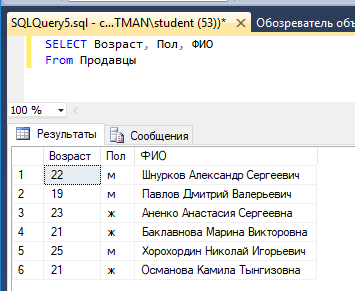 SQLQuery5.sql - c...TMAN\student (53))* Обозреватель объ
SELECT Возраст, Пол, ФИО
From Продавцы
100 %
Результаты Сообщения
Возраст Пол ФИО
1 22 м Шнурков Александр Сергеевич
2 19 м Павлов Дмитрий Валерьевич
3 23 ж Аненко Анастасия Сергеевна
4 21 ж Баклавнова Марина Викторовна
5 25 м Хорохордин Николай Игорьевич
6 21 ж Османова Камила Тынгизовна